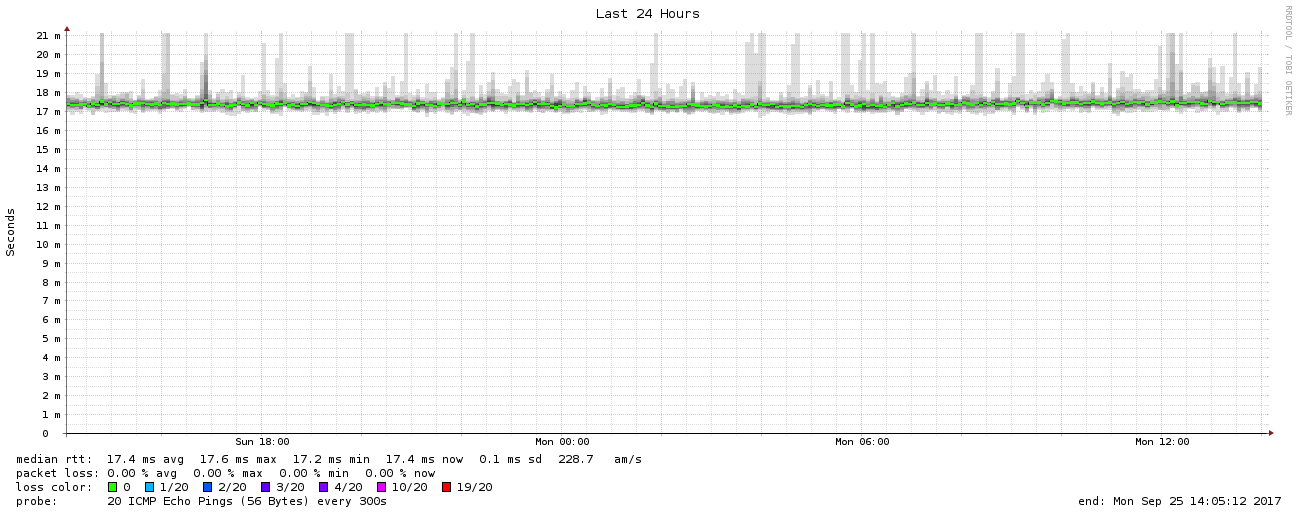 Last 24 Hours
RRDTOOL / TOBI OETIKER
21 m
20 m
19 m
18 m
17 m
16 m
15 m
14 m
13 m
12 m
11 m
10 m
9 m
8 m
7 m
6 m
5 m
4 m
3 m
2 m
1 m
0
Seconds
Sun 18:00 Mon 00:00 Mon 06:00 Mon 12:00
median rtt: 17.4 ms avg 17.6 ms max 17.2 ms min 17.4 ms now 0.1 ms sd 228.7 am/s
packet loss: 0.00 % avg 0.00 % max 0.00 % min 0.00 % now
loss color: 0 1/20 2/20 3/20 4/20 10/20 19/20
probe: 20 ICMP Echo Pings (56 Bytes) every 300s end: Mon Sep 25 14:05:12 2017